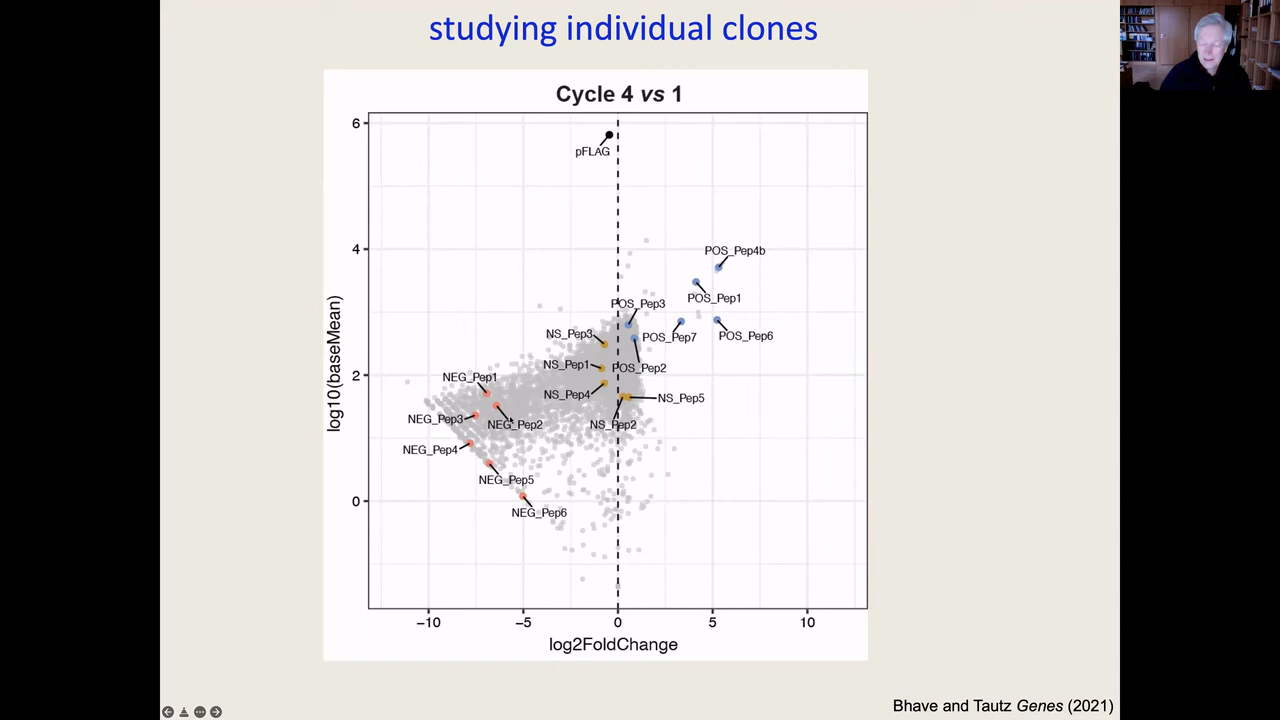 studying individual clones
Cycle 4 vs 1
6
pFLAG
4
POS_Pep4b
POS_Pep1
POS_Pep3
NS_Pep3
POS_Pep7
POS_Pep6
2
NS_Pep1
POS_Pep2
NEG_Pep1
NS_Pep4
NS_Pep5
NEG_Pep3
NEG_Pep2
NS_Pep2
NEG_Pep4
NEG_Pep5
0
NEG_Pep6
log10(baseMean)
−10
−5
0
5
10
log2FoldChange
Bhave and Tautz Genes (2021)